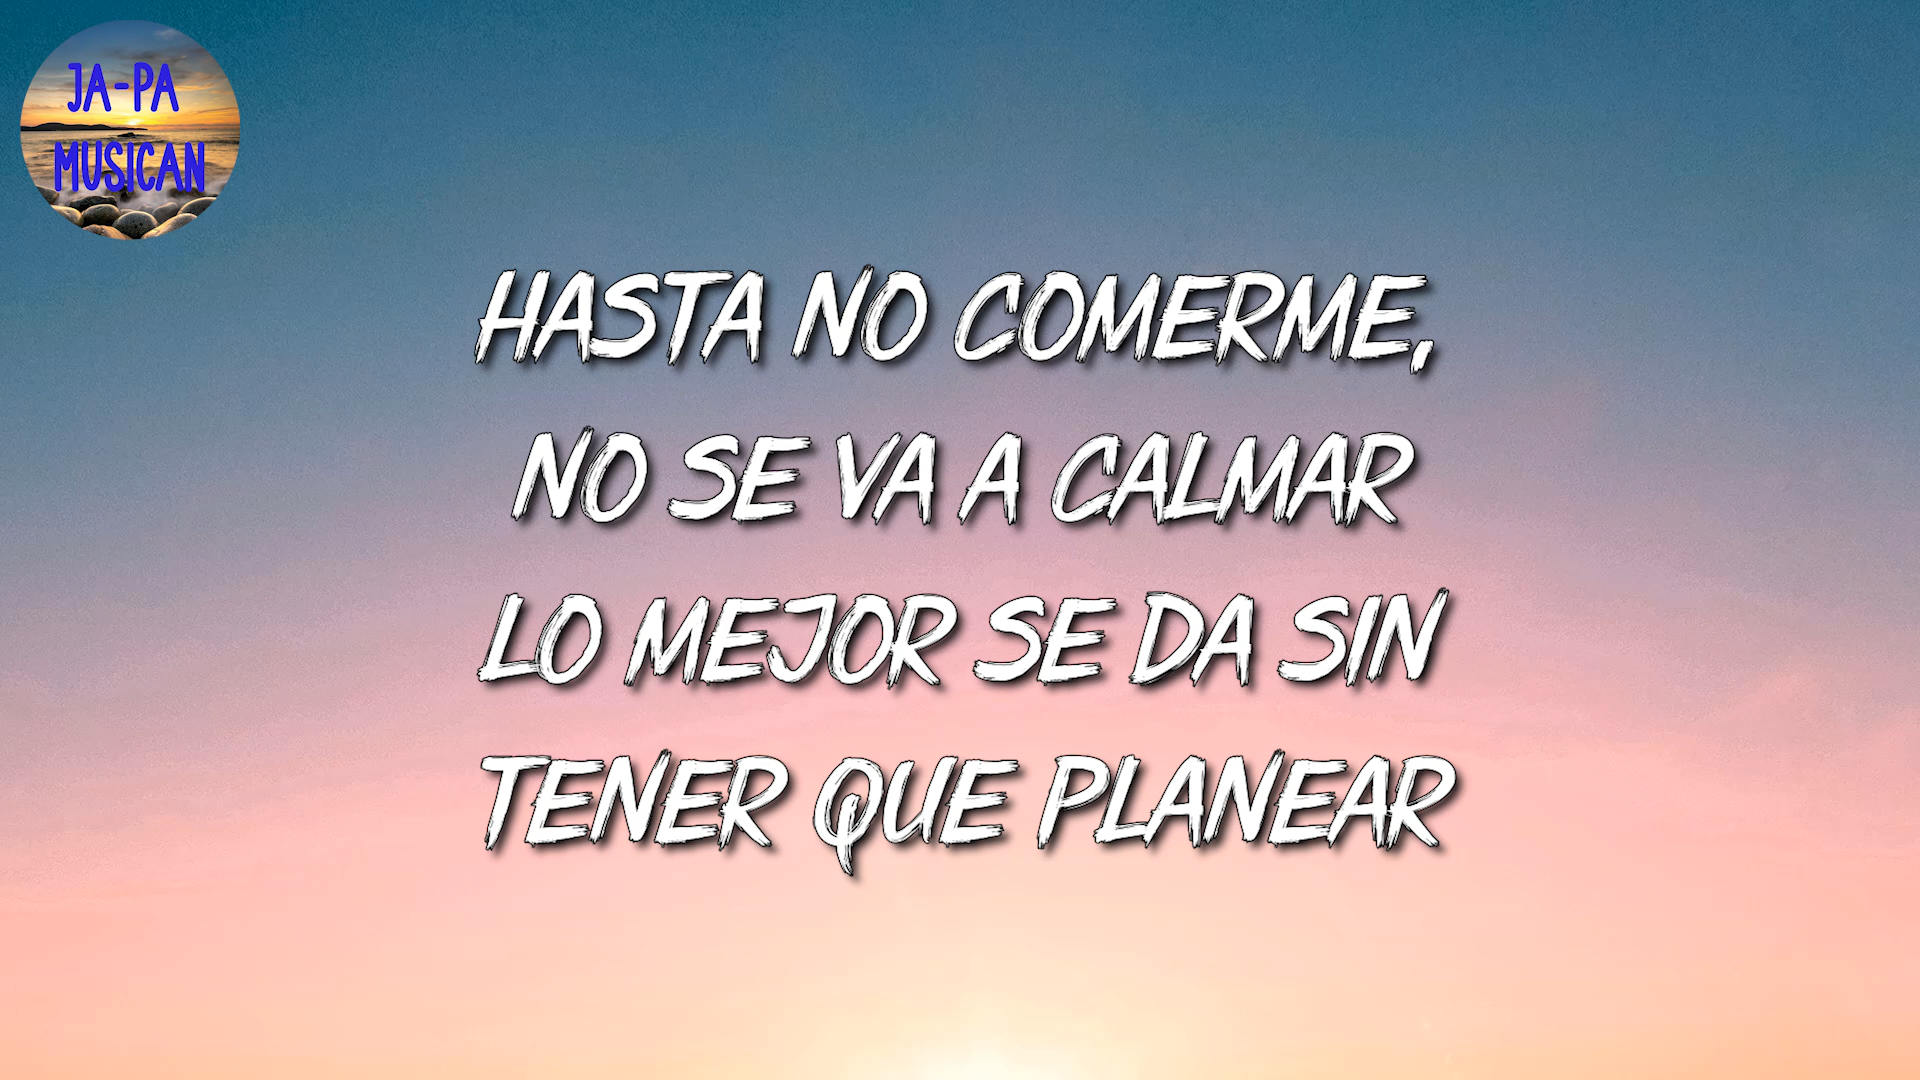 JA-PA
MUSICAN
HASTA NO COMERME,
NO SE VA A CALMAR
LO MEJOR SE DA SIN
TENER QUE PLANEAR